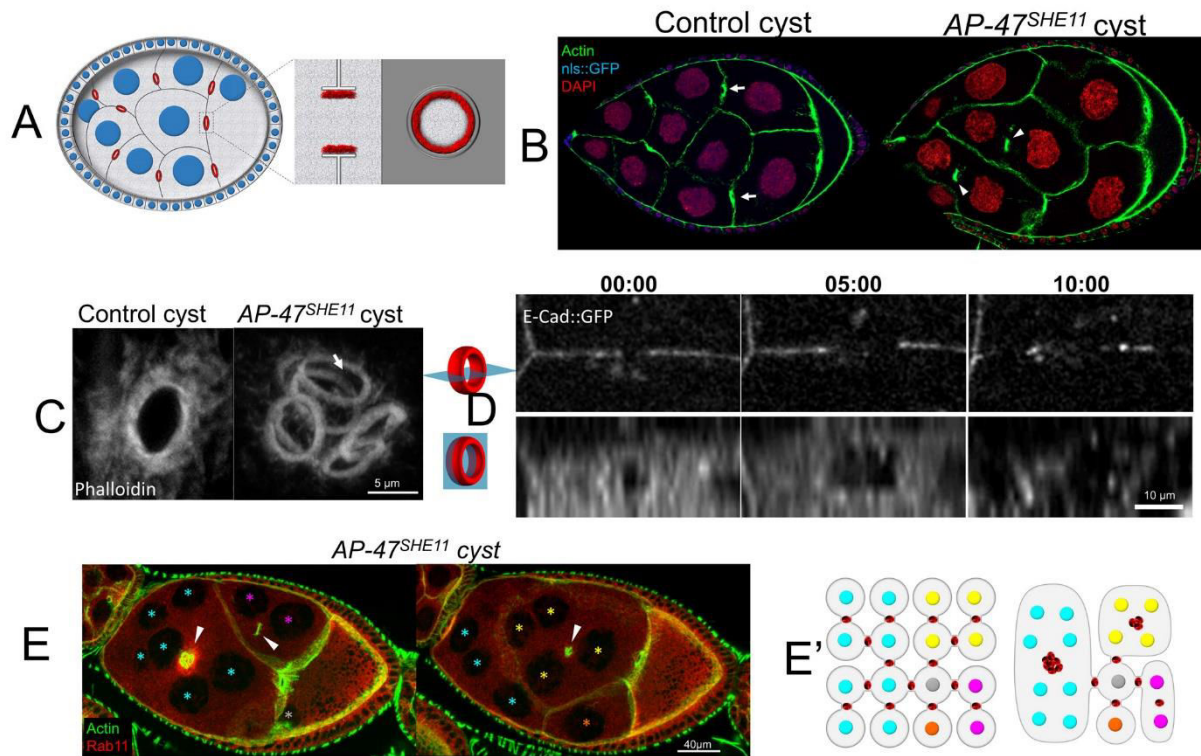 A
B
Control cyst
AP-47SHE11 cyst
Actin
nls::GFP
DAPI
C
Control cyst
AP-47SHE11 cyst
Phalloidin
5 µm
D
00:00
05:00
10:00
E-Cad::GFP
10 µm
AP-47SHE11 cyst
E
Actin
Rab11
40µm
E'